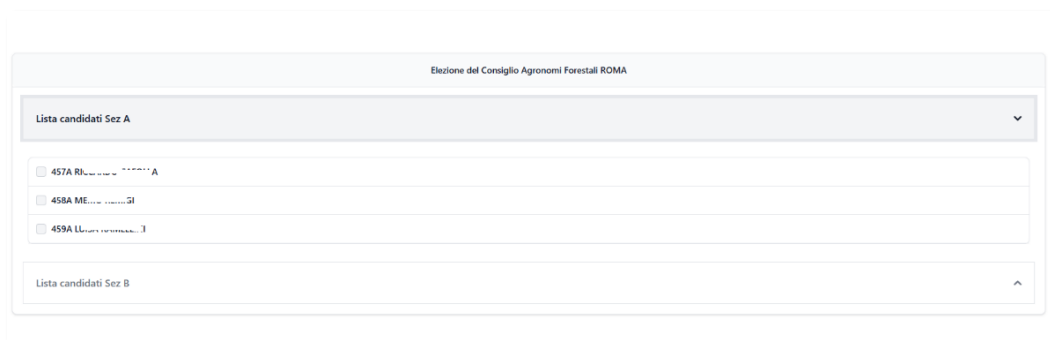 Elezione del Consiglio Agronomi Forestali ROMA
Lista candidati Sez A
457A
458A
459A
Lista candidati Sez B